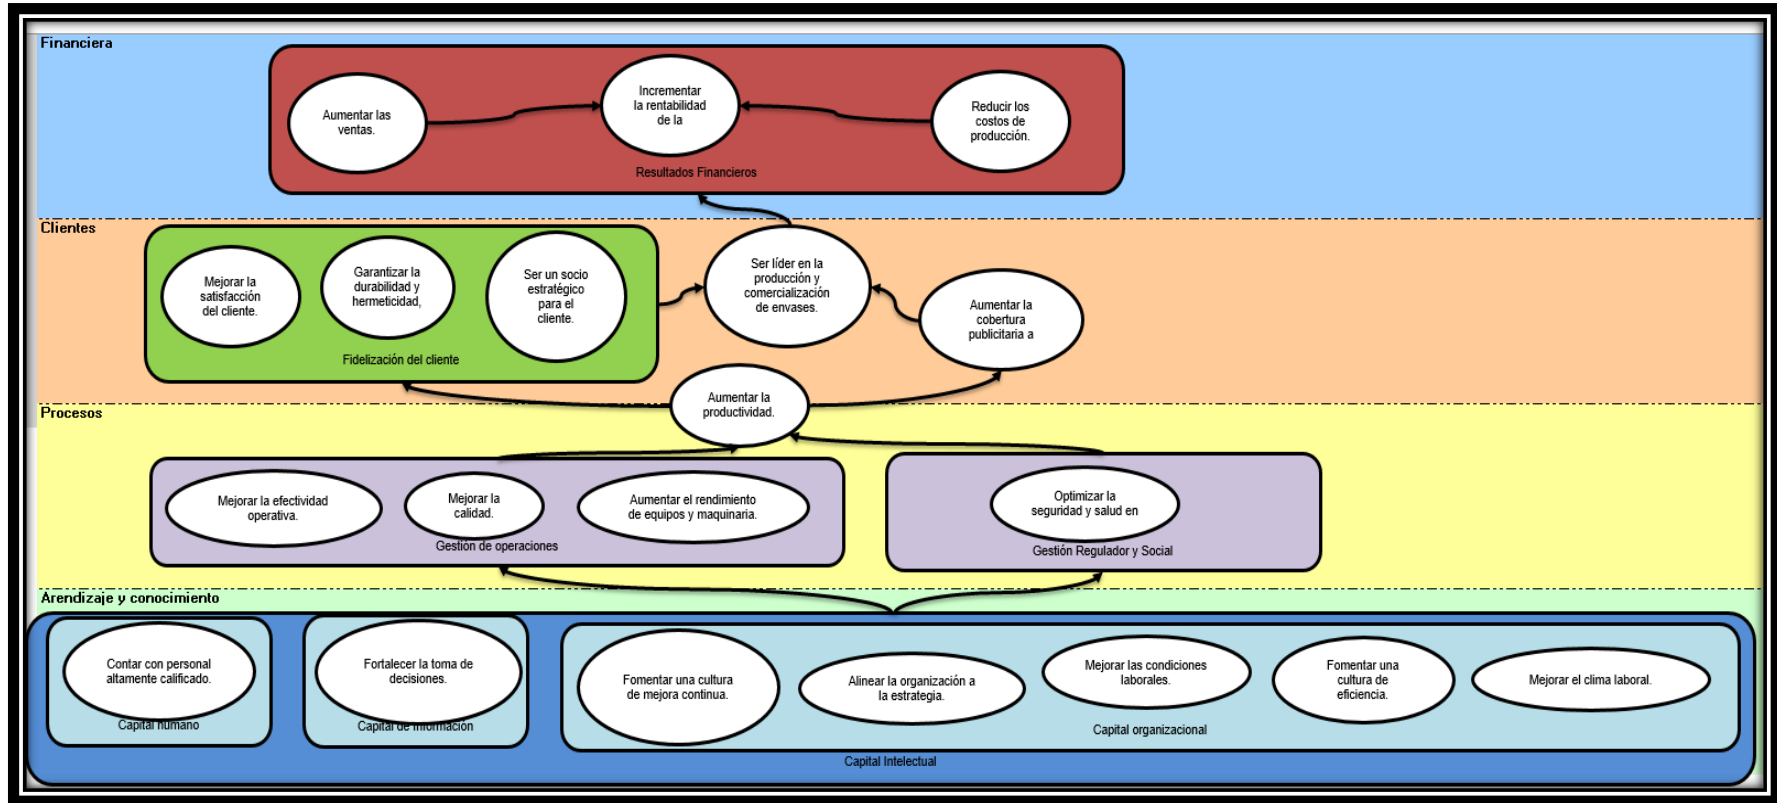 Financiera
Aumentar las
ventas.
Incrementar
la rentabilidad
de la
Reducir los
costos de
producción.
Resultados Financieros
Clientes
Mejorar la
satisfacción
del cliente.
Garantizar la
durabilidad y
hermeticidad,
Ser un socio
estratégico
para el
cliente.
Fidelización del cliente
Ser líder en la
producción y
comercialización
de envases.
Aumentar la
cobertura
publicitaria a
Aumentar la
productividad.
Procesos
Mejorar la efectividad
operativa.
Mejorar la
calidad.
Aumentar el rendimiento
de equipos y maquinaria.
Gestión de operaciones
Optimizar la
seguridad y salud en
Gestión Regulador y Social
Arendizaje y conocimiento
Contar con personal
altamente calificado.
Capital humano
Fortalecer la toma de
decisiones.
Capital de Información
Fomentar una cultura
de mejora continua.
Alinear la organización a
la estrategia.
Mejorar las condiciones
laborales.
Fomentar una
cultura de
eficiencia.
Mejorar el clima laboral.
Capital organizacional
Capital Intelectual